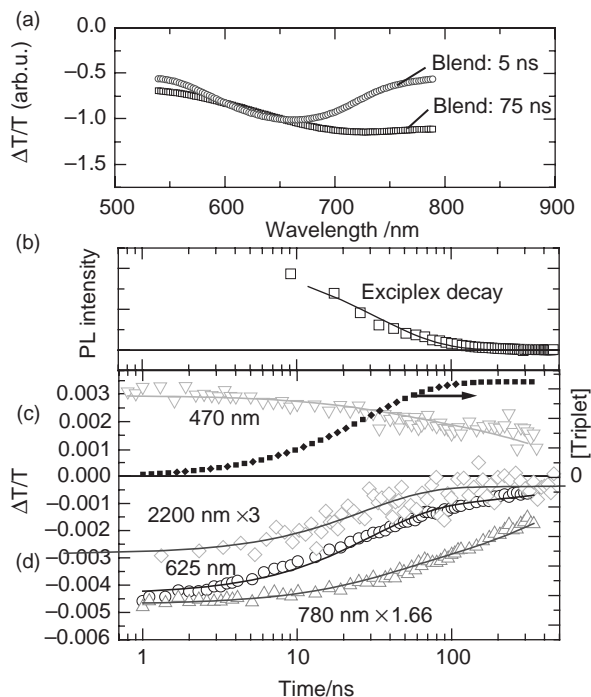 (a)
ΔT/T (arb.u.)
0.0
−0.5
−1.0
−1.5
Blend: 5 ns
Blend: 75 ns
500 600 700 800 900
Wavelength /nm
(b)
PL intensity
Exciplex decay
(c)
(d)
ΔT/T
0.003
0.002
0.001
0.000
−0.001
−0.002
−0.003
−0.004
−0.005
−0.006
470 nm
[Triplet]
0
2200 nm ×3
625 nm
780 nm × 1.66
1 10 100
Time/ns